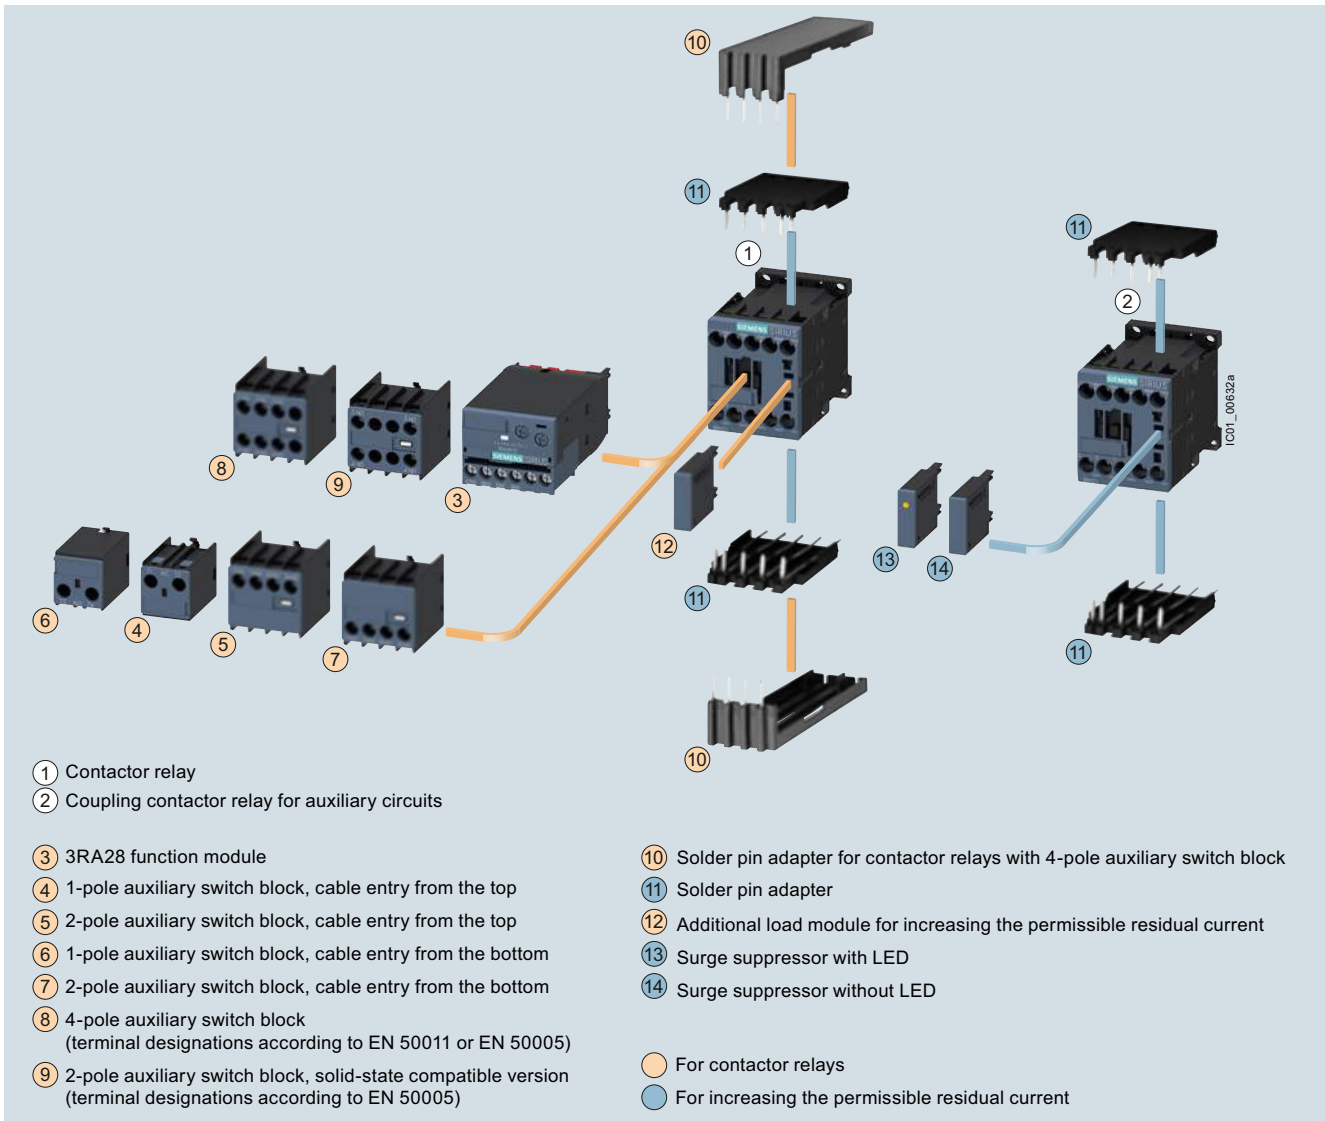 10
11
1
11
2
SIEMENS SIRIUS
SIEMENS
IC01_00632a
SIEMENS
8
9
3
12
13
14
6
4
5
7
11
11
10
1 Contactor relay
2 Coupling contactor relay for auxiliary circuits
3 3RA28 function module
4 1-pole auxiliary switch block, cable entry from the top
5 2-pole auxiliary switch block, cable entry from the top
6 1-pole auxiliary switch block, cable entry from the bottom
7 2-pole auxiliary switch block, cable entry from the bottom
8 4-pole auxiliary switch block
(terminal designations according to EN 50011 or EN 50005)
9 2-pole auxiliary switch block, solid-state compatible version
(terminal designations according to EN 50005)
10 Solder pin adapter for contactor relays with 4-pole auxiliary switch block
11 Solder pin adapter
12 Additional load module for increasing the permissible residual current
13 Surge suppressor with LED
14 Surge suppressor without LED
For contactor relays
For increasing the permissible residual current